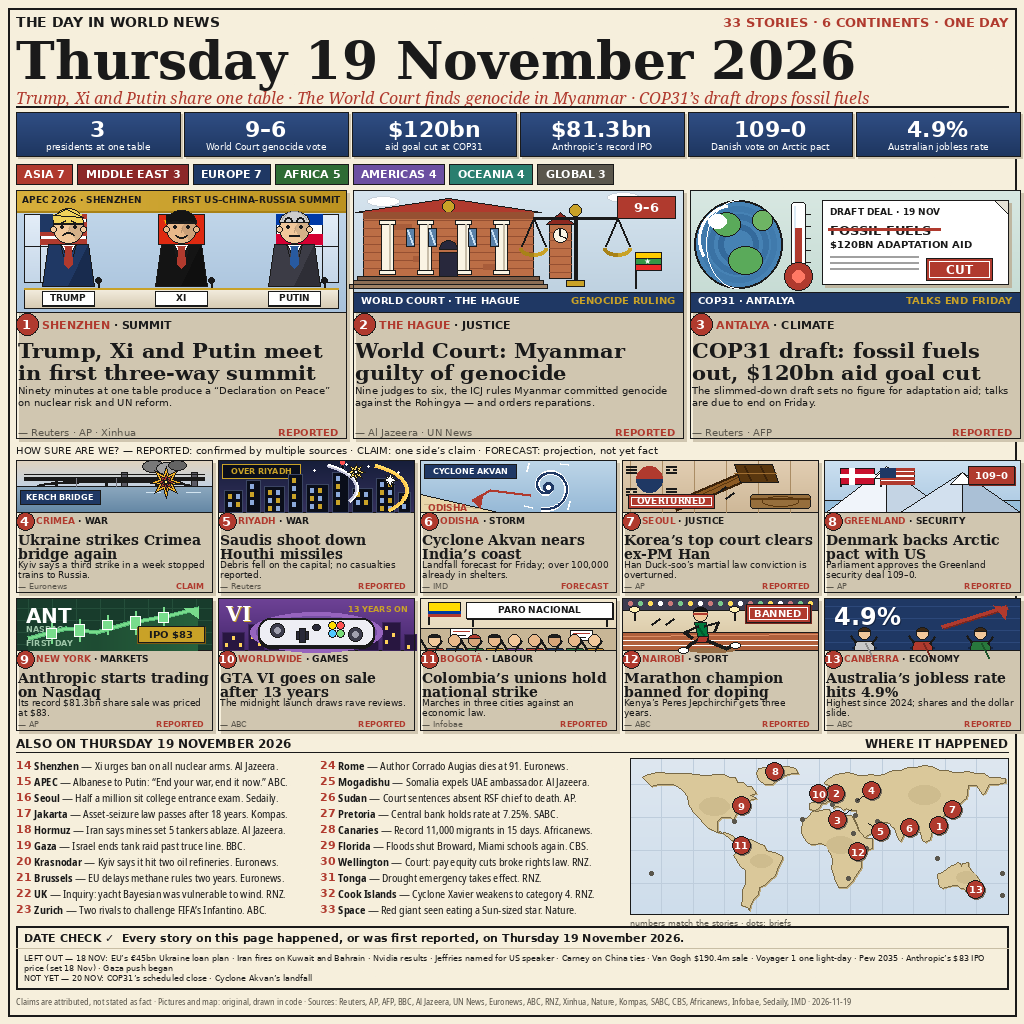 THE DAY IN WORLD NEWS
33 STORIES · 6 CONTINENTS · ONE DAY
Thursday 19 November 2026
Trump, Xi and Putin share one table · The World Court finds genocide in Myanmar · COP31’s draft drops fossil fuels
3
presidents at one table
9–6
World Court genocide vote
$120bn
aid goal cut at COP31
$81.3bn
Anthropic’s record IPO
109–0
Danish vote on Arctic pact
4.9%
Australian jobless rate
ASIA 7
MIDDLE EAST 3
EUROPE 7
AFRICA 5
AMERICAS 4
OCEANIA 4
GLOBAL 3
APEC 2026 · SHENZHEN
FIRST US–CHINA–RUSSIA SUMMIT
TRUMP
XI
PUTIN
1 SHENZHEN · SUMMIT
Trump, Xi and Putin meet
in first three-way summit
Ninety minutes at one table produce a “Declaration on Peace”
on nuclear risk and UN reform.
— Reuters · AP · Xinhua
REPORTED
9–6
WORLD COURT · THE HAGUE
GENOCIDE RULING
2 THE HAGUE · JUSTICE
World Court: Myanmar
guilty of genocide
Nine judges to six, the ICJ rules Myanmar committed genocide
against the Rohingya — and orders reparations.
— Al Jazeera · UN News
REPORTED
DRAFT DEAL · 19 NOV
FOSSIL FUELS
$120BN ADAPTATION AID
CUT
COP31 · ANTALYA
TALKS END FRIDAY
3 ANTALYA · CLIMATE
COP31 draft: fossil fuels
out, $120bn aid goal cut
The slimmed-down draft sets no figure for adaptation aid; talks
are due to end on Friday.
— Reuters · AFP
REPORTED
HOW SURE ARE WE? — REPORTED: confirmed by multiple sources · CLAIM: one side’s claim · FORECAST: projection, not yet fact
KERCH BRIDGE
4 CRIMEA · WAR
Ukraine strikes Crimea
bridge again
Kyiv says a third strike in a week stopped
trains to Russia.
— Euronews
CLAIM
OVER RIYADH
5 RIYADH · WAR
Saudis shoot down
Houthi missiles
Debris fell on the capital; no casualties
reported.
— Reuters
REPORTED
CYCLONE AKVAN
ODISHA
6 ODISHA · STORM
Cyclone Akvan nears
India’s coast
Landfall forecast for Friday; over 100,000
already in shelters.
— IMD
FORECAST
OVERTURNED
7 SEOUL · JUSTICE
Korea’s top court clears
ex-PM Han
Han Duck-soo’s martial law conviction is
overturned.
— AP
REPORTED
109–0
8 GREENLAND · SECURITY
Denmark backs Arctic
pact with US
Parliament approves the Greenland
security deal 109–0.
— AP
REPORTED
ANT
NASDAQ
FIRST DAY
IPO $83
9 NEW YORK · MARKETS
Anthropic starts trading
on Nasdaq
Its record $81.3bn share sale was priced
at $83.
— AP
REPORTED
VI
13 YEARS ON
10 WORLDWIDE · GAMES
GTA VI goes on sale
after 13 years
The midnight launch draws rave reviews.
— ABC
REPORTED
PARO NACIONAL
11 BOGOTA · LABOUR
Colombia’s unions hold
national strike
Marches in three cities against an
economic law.
— Infobae
REPORTED
BANNED
12 NAIROBI · SPORT
Marathon champion
banned for doping
Kenya’s Peres Jepchirchir gets three
years.
— ABC
REPORTED
4.9%
13 CANBERRA · ECONOMY
Australia’s jobless rate
hits 4.9%
Highest since 2024; shares and the dollar
slide.
— ABC
REPORTED
ALSO ON THURSDAY 19 NOVEMBER 2026
14 Shenzhen — Xi urges ban on all nuclear arms. Al Jazeera.
15 APEC — Albanese to Putin: “End your war, end it now.” ABC.
16 Seoul — Half a million sit college entrance exam. Sedaily.
17 Jakarta — Asset-seizure law passes after 18 years. Kompas.
18 Hormuz — Iran says mines set 5 tankers ablaze. Al Jazeera.
19 Gaza — Israel ends tank raid past truce line. BBC.
20 Krasnodar — Kyiv says it hit two oil refineries. Euronews.
21 Brussels — EU delays methane rules two years. Euronews.
22 UK — Inquiry: yacht Bayesian was vulnerable to wind. RNZ.
23 Zurich — Two rivals to challenge FIFA’s Infantino. ABC.
24 Rome — Author Corrado Augias dies at 91. Euronews.
25 Mogadishu — Somalia expels UAE ambassador. Al Jazeera.
26 Sudan — Court sentences absent RSF chief to death. AP.
27 Pretoria — Central bank holds rate at 7.25%. SABC.
28 Canaries — Record 11,000 migrants in 15 days. Africanews.
29 Florida — Floods shut Broward, Miami schools again. CBS.
30 Wellington — Court: pay equity cuts broke rights law. RNZ.
31 Tonga — Drought emergency takes effect. RNZ.
32 Cook Islands — Cyclone Xavier weakens to category 4. RNZ.
33 Space — Red giant seen eating a Sun-sized star. Nature.
WHERE IT HAPPENED
8
10
2
4
9
3
7
5
6
1
11
12
13
numbers match the stories · dots: briefs
DATE CHECK ✓ Every story on this page happened, or was first reported, on Thursday 19 November 2026.
LEFT OUT — 18 NOV: EU’s €45bn Ukraine loan plan · Iran fires on Kuwait and Bahrain · Nvidia results · Jeffries named for US speaker · Carney on China ties · Van Gogh $190.4m sale · Voyager 1 one light-day · Pew 2035 · Anthropic’s $83 IPO
price (set 18 Nov) · Gaza push began
NOT YET — 20 NOV: COP31’s scheduled close · Cyclone Akvan’s landfall
Claims are attributed, not stated as fact · Pictures and map: original, drawn in code · Sources: Reuters, AP, AFP, BBC, Al Jazeera, UN News, Euronews, ABC, RNZ, Xinhua, Nature, Kompas, SABC, CBS, Africanews, Infobae, Sedaily, IMD · 2026-11-19